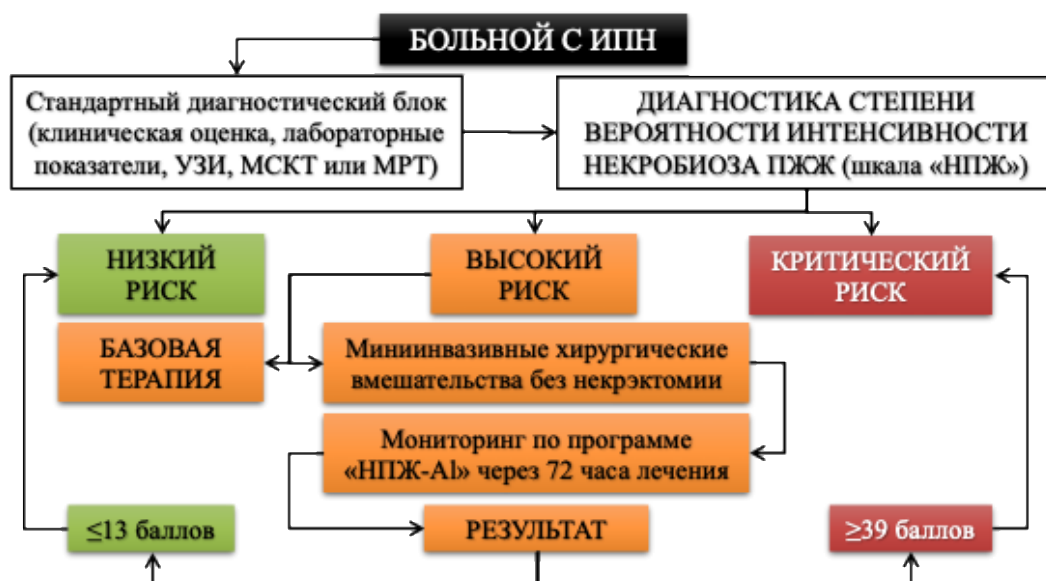 БОЛЬНОЙ С ИПН
Стандартный диагностический блок
(клиническая оценка, лабораторные
показатели, УЗИ, МСКТ или МРТ)
ДИАГНОСТИКА СТЕПЕНИ
ВЕРОЯТНОСТИ ИНТЕНСИВНОСТИ
НЕКРОБИОЗА ПЖЖ (шкала «НПЖ»)
НИЗКИЙ
РИСК
ВЫСОКИЙ
РИСК
КРИТИЧЕСКИЙ
РИСК
БАЗОВАЯ
ТЕРАПИЯ
Миниинвазивные хирургические
вмешательства без некрэктомии
Мониторинг по программе
«НПЖ-AI» через 72 часа лечения
≤13 баллов
РЕЗУЛЬТАТ
≥39 баллов